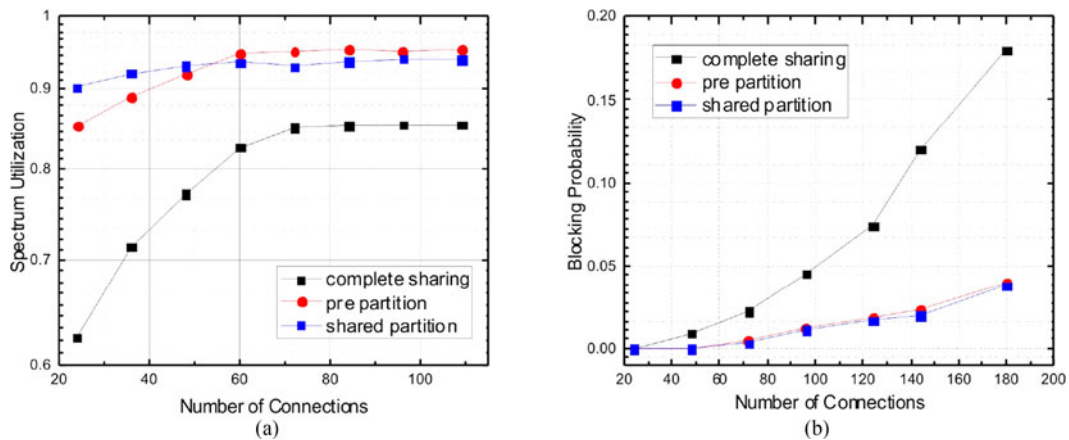 1
0.9
0.8
0.7
0.6
Spectrum Utilization
complete sharing
pre partition
shared partition
20 40 60 80 100
Number of Connections
(a)
0.20
0.15
0.10
0.05
0.00
Blocking Probability
complete sharing
pre partition
shared partition
20 40 60 80 100 120 140 160 180 200
Number of Connections
(b)